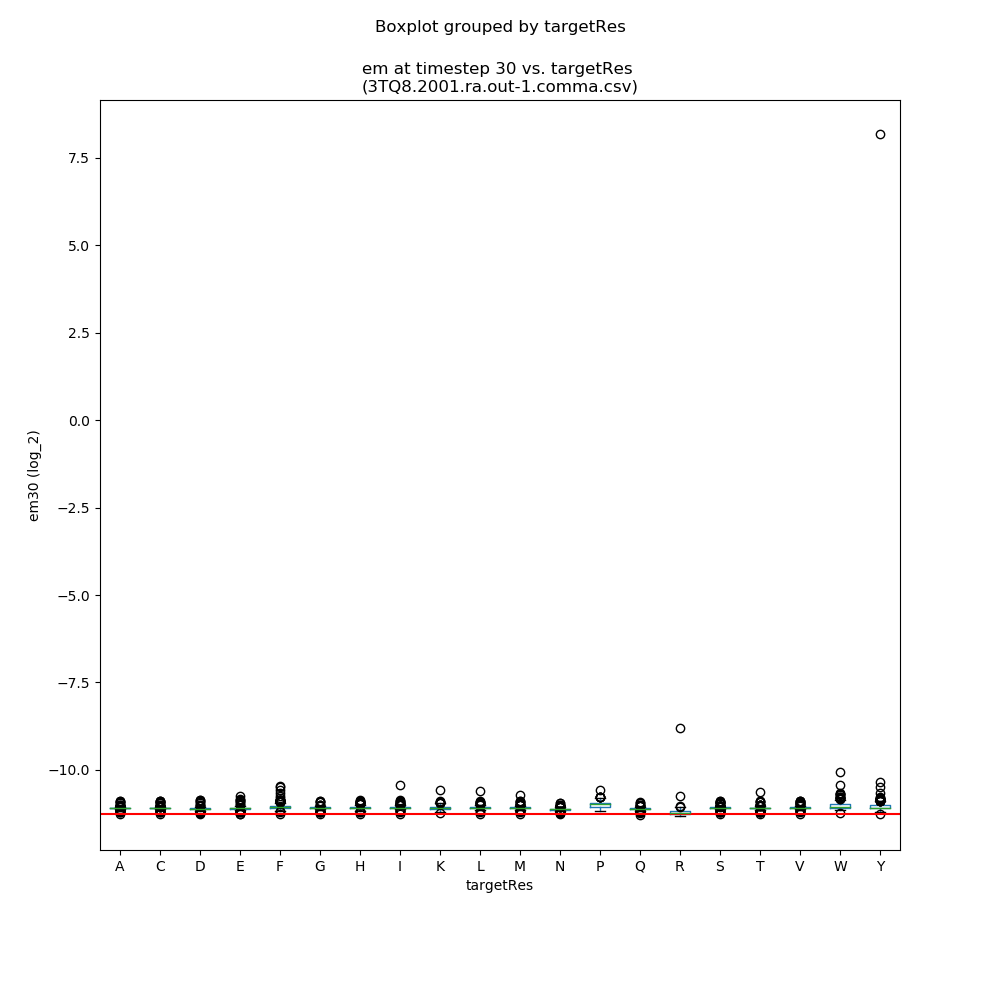 Boxplot grouped by targetRes
em at timestep 30 vs. targetRes
(3TQ8.2001.ra.out-1.comma.csv)
7.5
5.0
2.5
0.0
−2.5
−5.0
−7.5
−10.0
em30 (log_2)
A C D E F G H I K L M N P Q R S T V W Y
targetRes